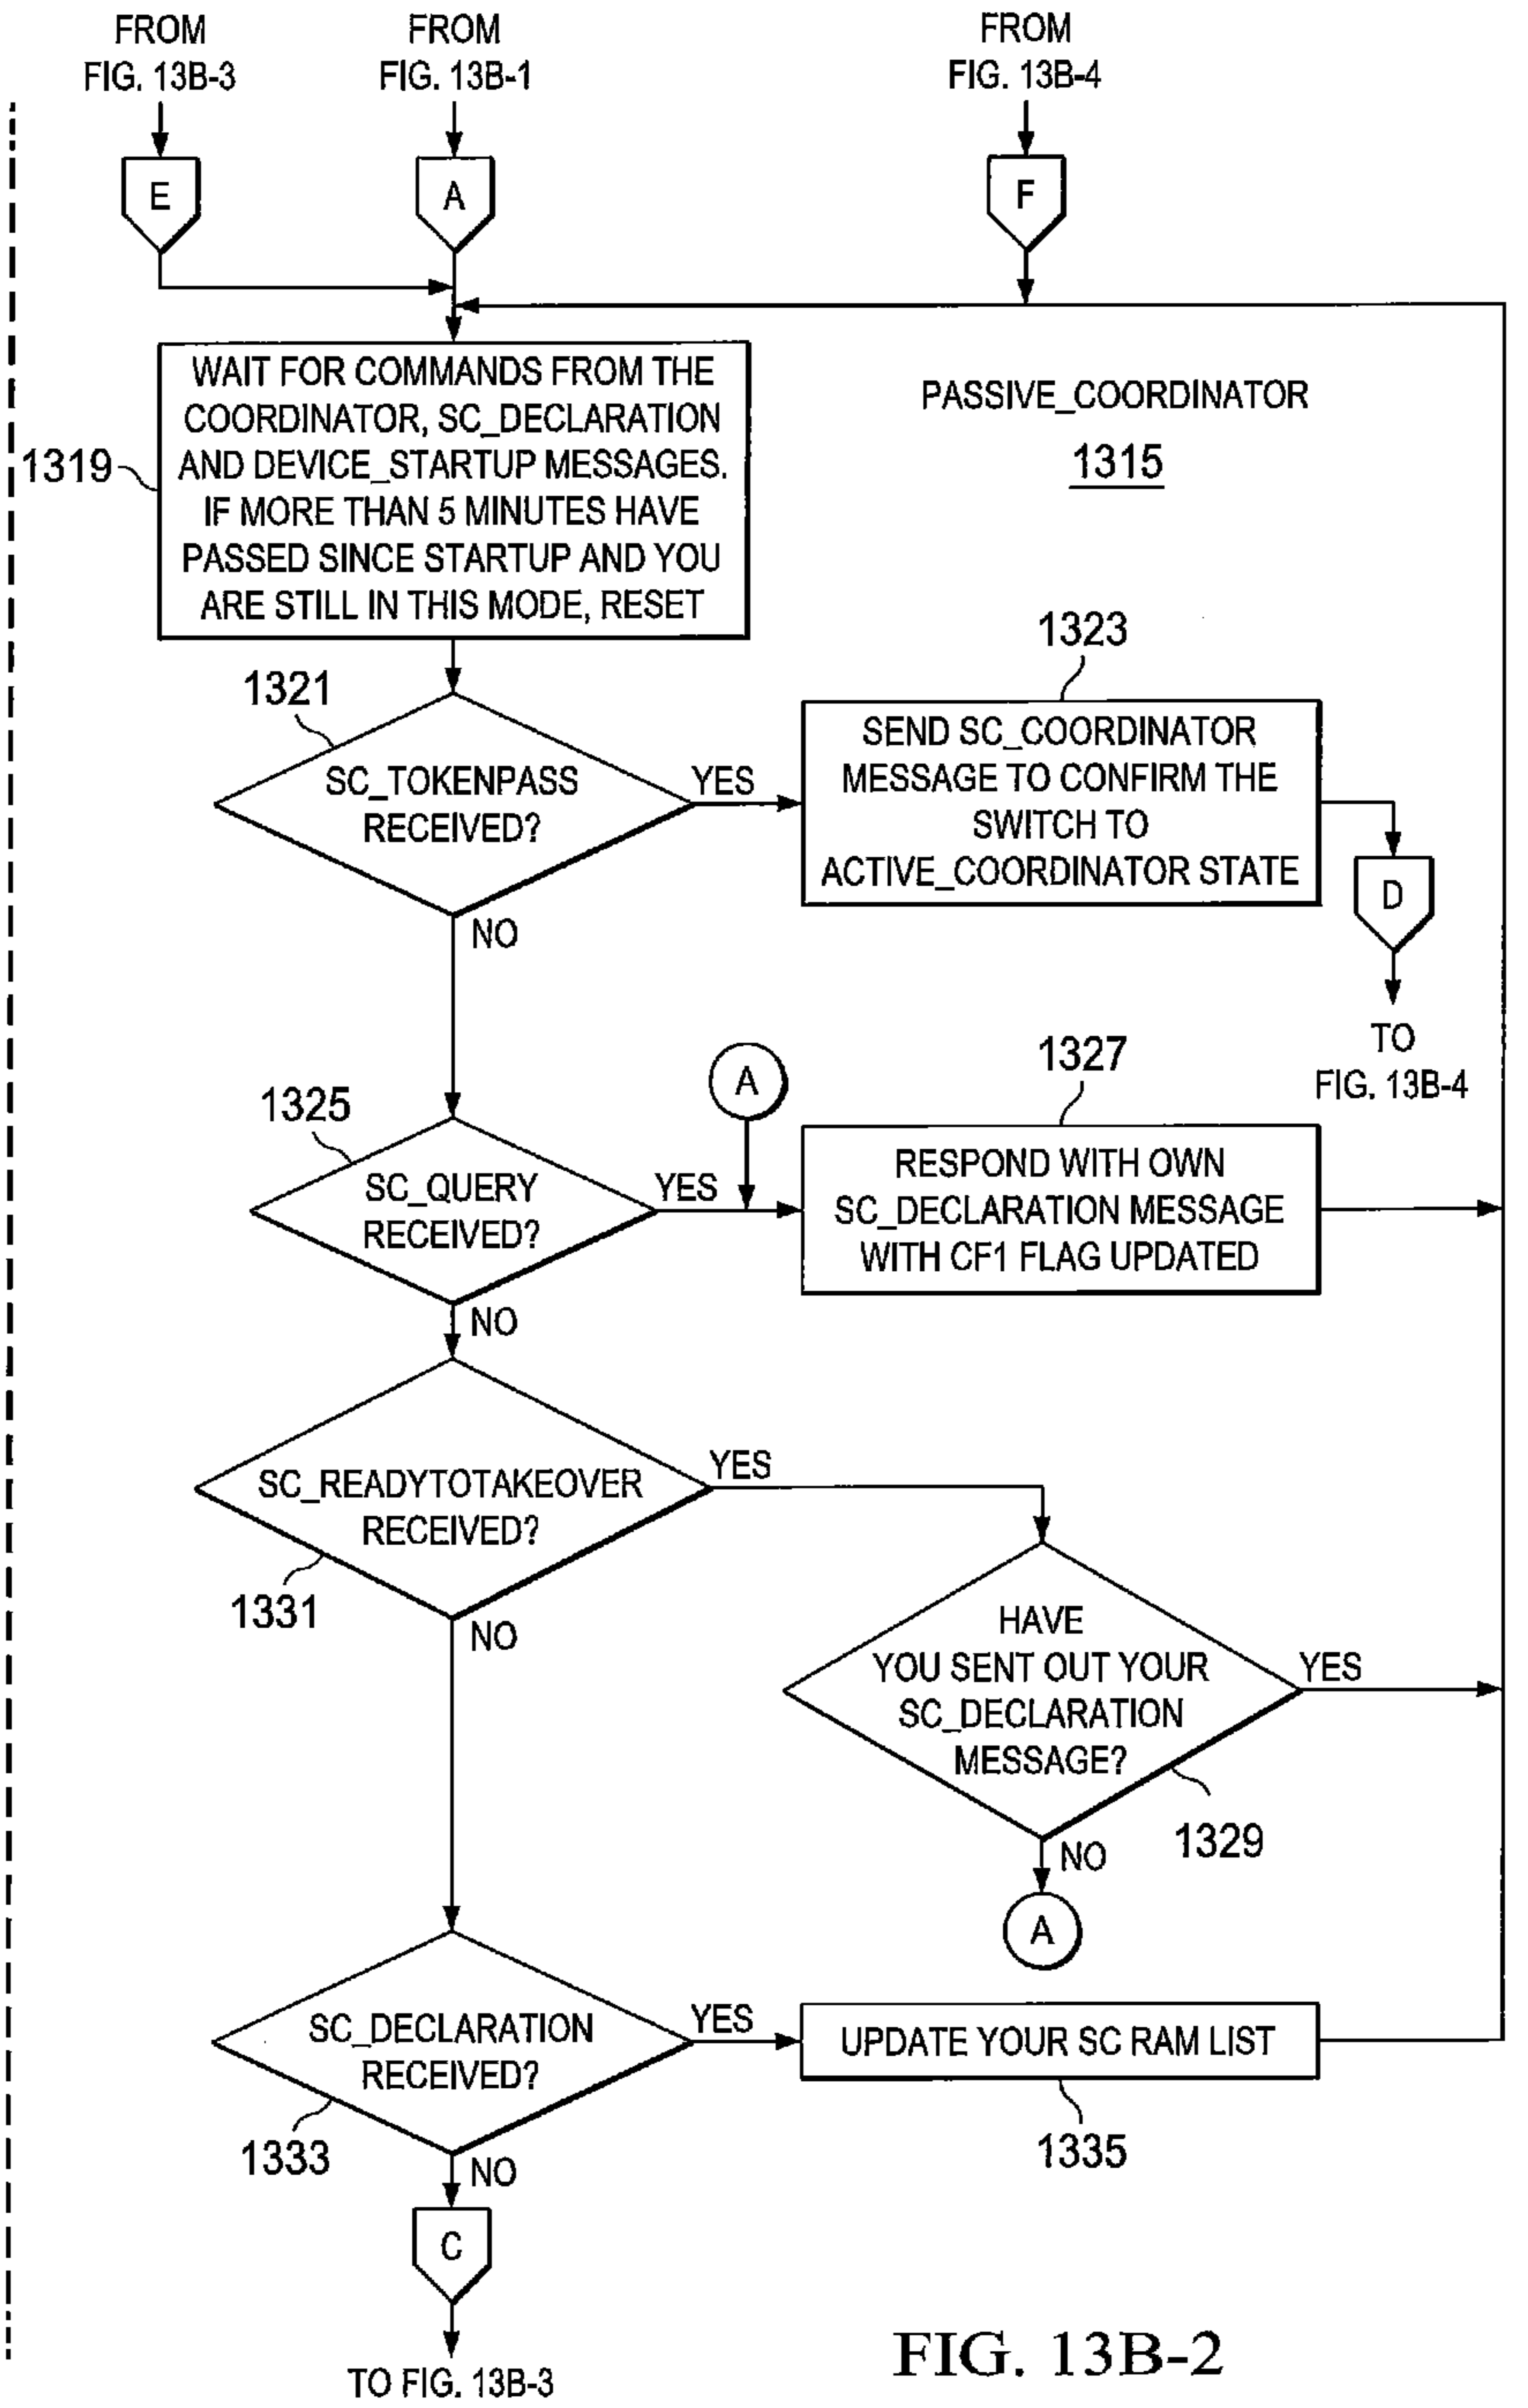 FROM
FIG. 13B-3
FROM
FIG. 13B-1
FROM
FIG. 13B-4
E
A
F
WAIT FOR COMMANDS FROM THE
COORDINATOR, SC_DECLARATION
AND DEVICE_STARTUP MESSAGES.
IF MORE THAN 5 MINUTES HAVE
PASSED SINCE STARTUP AND YOU
ARE STILL IN THIS MODE, RESET
1319
PASSIVE_COORDINATOR
1315
1321
SC_TOKENPASS
RECEIVED?
YES
NO
1323
SEND SC_COORDINATOR
MESSAGE TO CONFIRM THE
SWITCH TO
ACTIVE_COORDINATOR STATE
D
TO
FIG. 13B-4
1325
SC_QUERY
RECEIVED?
YES
NO
A
1327
RESPOND WITH OWN
SC_DECLARATION MESSAGE
WITH CF1 FLAG UPDATED
SC_READYTOTAKEOVER
RECEIVED?
YES
1331
NO
HAVE
YOU SENT OUT YOUR
SC_DECLARATION
MESSAGE?
YES
1329
NO
A
SC_DECLARATION
RECEIVED?
YES
UPDATE YOUR SC RAM LIST
1333
1335
NO
C
TO FIG. 13B-3
FIG. 13B-2